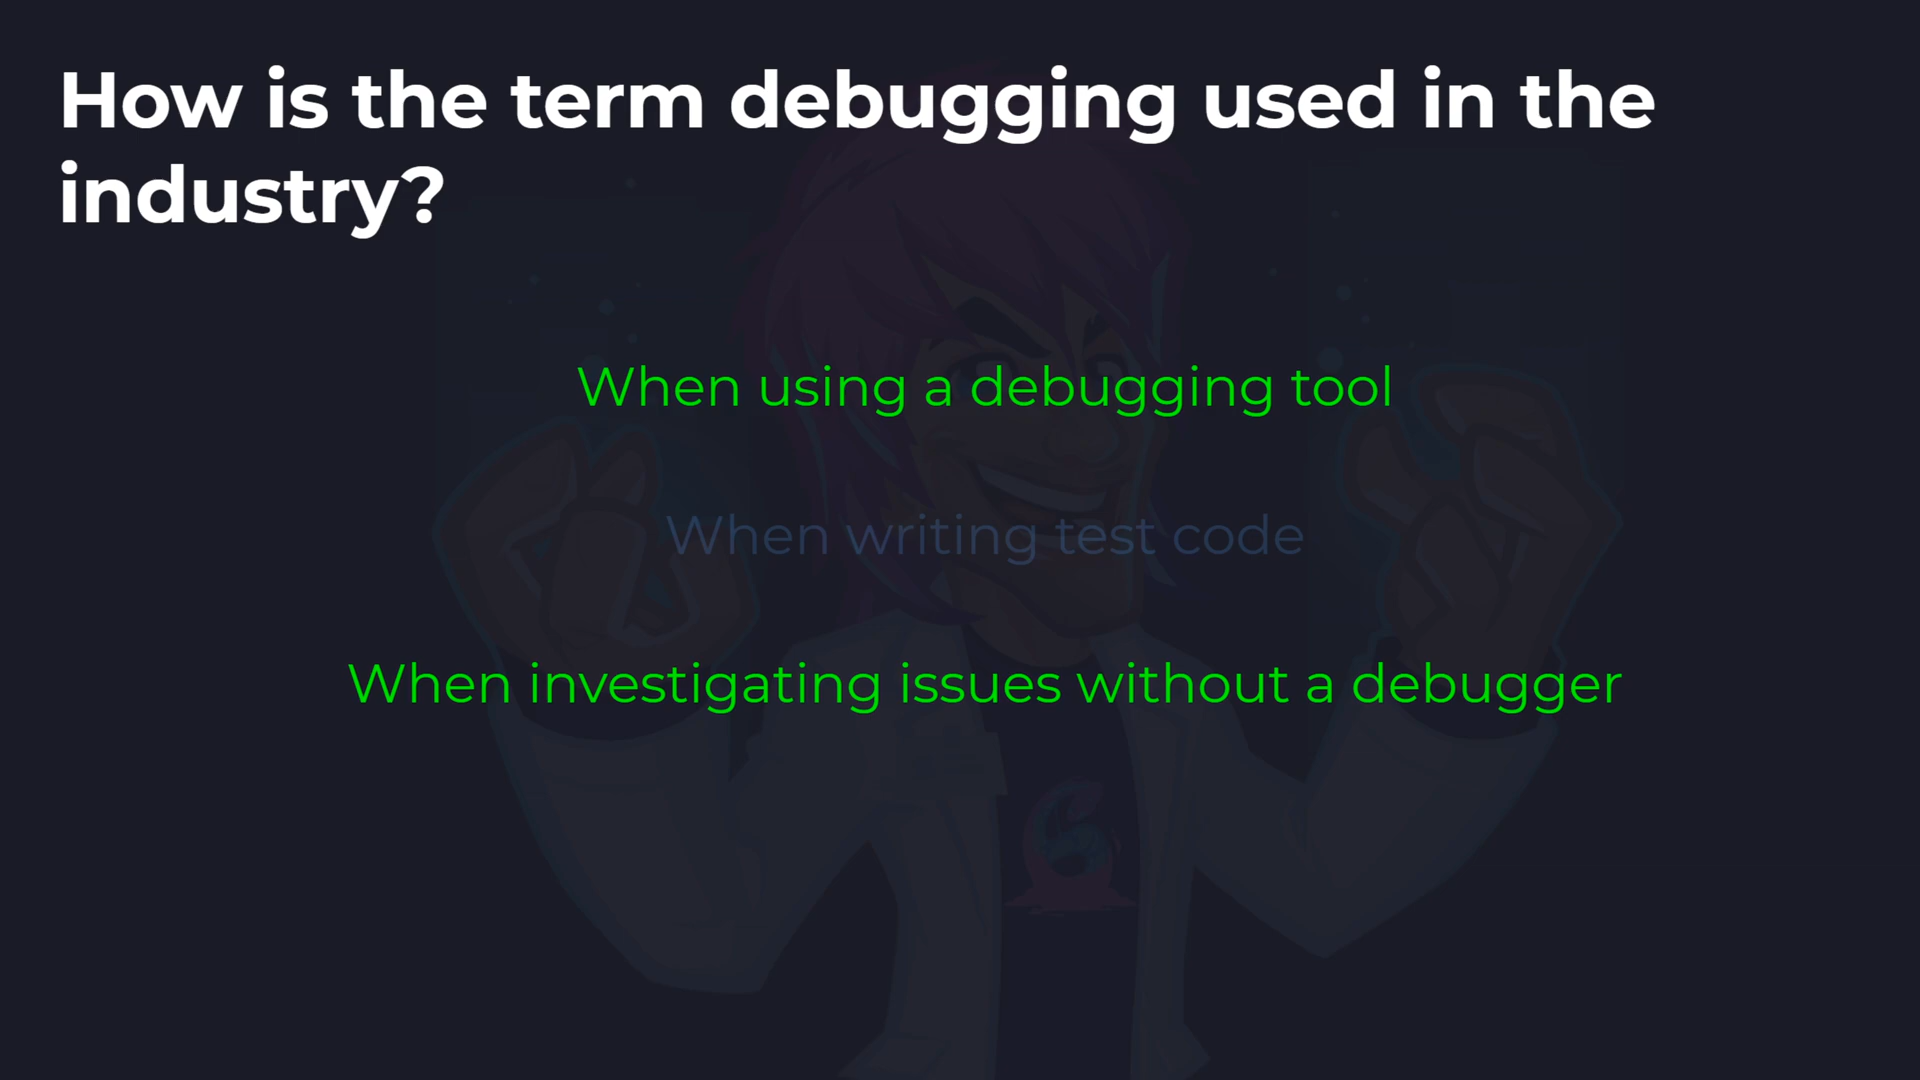 How is the term debugging used in the
industry?
When using a debugging tool
When writing test code
When investigating issues without a debugger